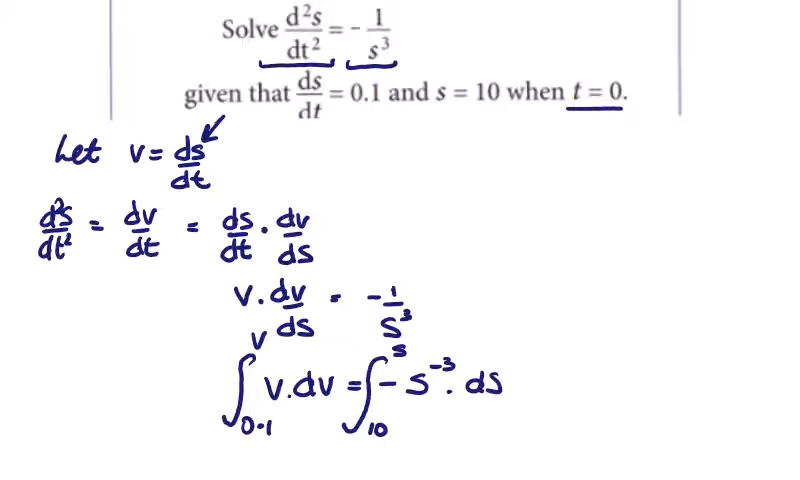 Solve d²s/dt² = - 1/s³
given that ds/dt = 0.1 and s = 10 when t = 0.
Let v = ds/dt
d²s/dt² = dv/dt = ds/dt . dv/ds
v . dv/ds = - 1/s³
∫_{0.1}^{v} v.dv = ∫_{10}^{s} - s⁻³ . ds